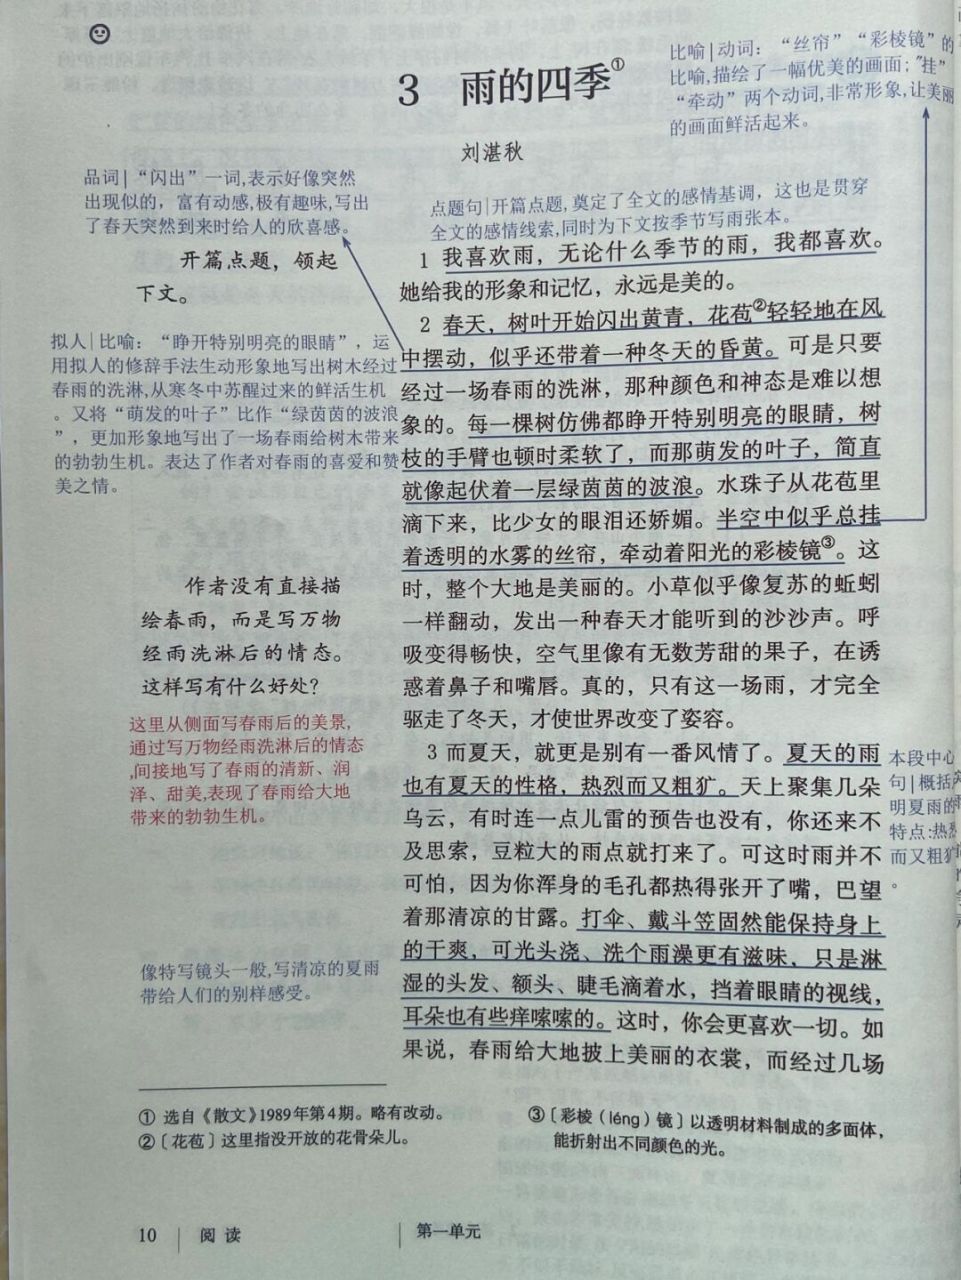 3 雨的四季①
刘湛秋
比喻|动词：“丝帘”“彩棱镜”的
比喻,描绘了一幅优美的画面；“挂”
“牵动”两个动词,非常形象,让美丽
的画面鲜活起来。
品词|“闪出”一词,表示好像突然
出现似的，富有动感,极有趣味,写出
了春天突然到来时给人的欣喜感。
点题句|开篇点题,奠定了全文的感情基调，这也是贯穿
全文的感情线索,同时为下文按季节写雨张本。
开篇点题，领起
下文。
1 我喜欢雨，无论什么季节的雨，我都喜欢。
她给我的形象和记忆，永远是美的。
2 春天，树叶开始闪出黄青，花苞②轻轻地在风
中摆动，似乎还带着一种冬天的昏黄。可是只要
经过一场春雨的洗淋，那种颜色和神态是难以想
象的。每一棵树仿佛都睁开特别明亮的眼睛，树
枝的手臂也顿时柔软了，而那萌发的叶子，简直
就像起伏着一层绿茵茵的波浪。水珠子从花苞里
滴下来，比少女的眼泪还娇媚。半空中似乎总挂
着透明的水雾的丝帘，牵动着阳光的彩棱镜③。这
时，整个大地是美丽的。小草似乎像复苏的蚯蚓
一样翻动，发出一种春天才能听到的沙沙声。呼
吸变得畅快，空气里像有无数芳甜的果子，在诱
惑着鼻子和嘴唇。真的，只有这一场雨，才完全
驱走了冬天，才使世界改变了姿容。
拟人|比喻：“睁开特别明亮的眼睛”，运
用拟人的修辞手法生动形象地写出树木经过
春雨的洗淋,从寒冬中苏醒过来的鲜活生机
。又将“萌发的叶子”比作“绿茵茵的波浪
”，更加形象地写出了一场春雨给树木带来
的勃勃生机。表达了作者对春雨的喜爱和赞
美之情。
作者没有直接描
绘春雨，而是写万物
经雨洗淋后的情态。
这样写有什么好处?
这里从侧面写春雨后的美景,
通过写万物经雨洗淋后的情态
,间接地写了春雨的清新、润
泽、甜美,表现了春雨给大地
带来的勃勃生机。
3 而夏天，就更是别有一番风情了。夏天的雨
也有夏天的性格，热烈而又粗犷。天上聚集几朵
乌云，有时连一点儿雷的预告也没有，你还来不
及思索，豆粒大的雨点就打来了。可这时雨并不
可怕，因为你浑身的毛孔都热得张开了嘴，巴望
着那清凉的甘露。打伞、戴斗笠固然能保持身上
的干爽，可光头浇、洗个雨澡更有滋味，只是淋
湿的头发、额头、睫毛滴着水，挡着眼睛的视线，
耳朵也有些痒嗦嗦的。这时，你会更喜欢一切。如
果说，春雨给大地披上美丽的衣裳，而经过几场
本段中心
句|概括
明夏雨的
特点:热烈
而又粗犷
。
像特写镜头一般,写清凉的夏雨
带给人们的别样感受。
① 选自《散文》1989年第4期。略有改动。
②〔花苞〕这里指没开放的花骨朵儿。
③〔彩棱（léng）镜〕以透明材料制成的多面体，
能折射出不同颜色的光。
10 阅读 第一单元